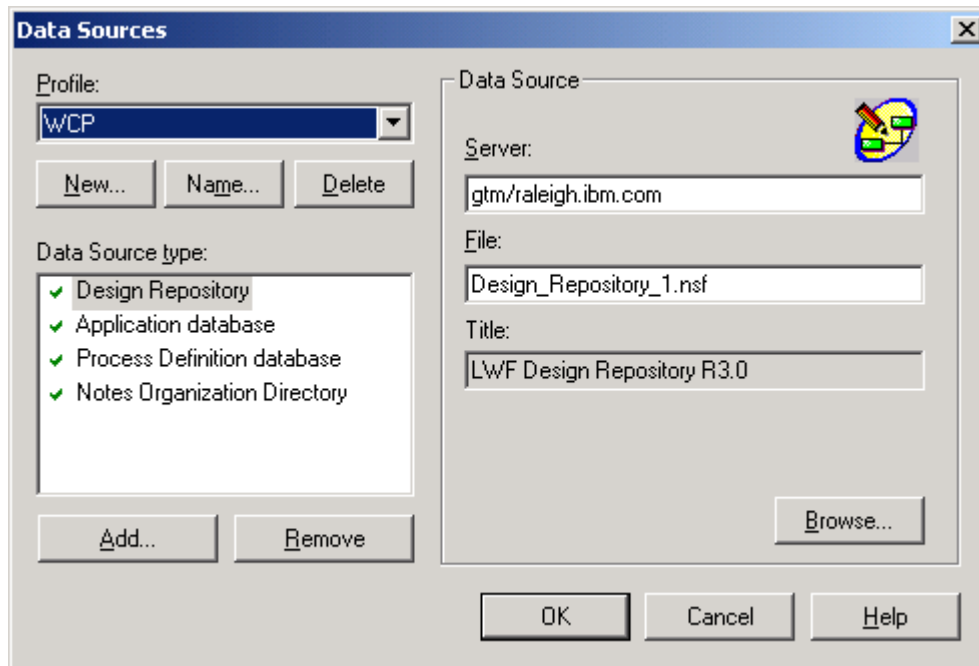 Data Sources
Profile:
WCP
New...
Name...
Delete
Data Source type:
Design Repository
Application database
Process Definition database
Notes Organization Directory
Add...
Remove
Data Source
Server:
gtm/raleigh.ibm.com
File:
Design_Repository_1.nsf
Title:
LWF Design Repository R3.0
Browse...
OK
Cancel
Help